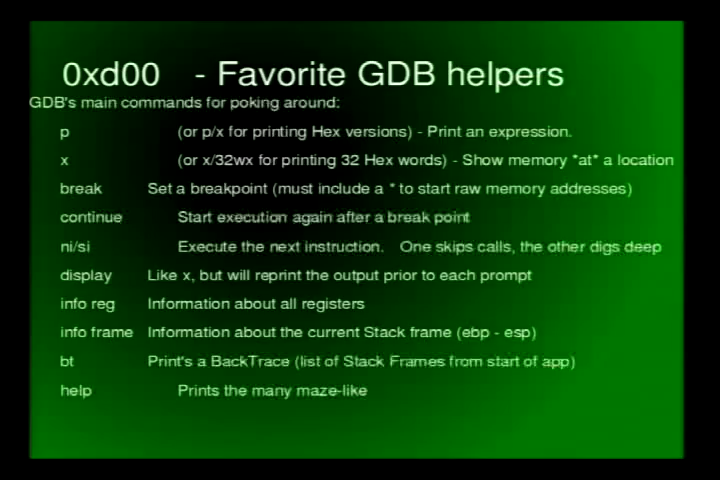 0xd00 - Favorite GDB helpers
GDB's main commands for poking around:
p (or p/x for printing Hex versions) - Print an expression.
x (or x/32wx for printing 32 Hex words) - Show memory *at* a location
break Set a breakpoint (must include a * to start raw memory addresses)
continue Start execution again after a break point
ni/si Execute the next instruction. One skips calls, the other digs deep
display Like x, but will reprint the output prior to each prompt
info reg Information about all registers
info frame Information about the current Stack frame (ebp - esp)
bt Print's a BackTrace (list of Stack Frames from start of app)
help Prints the many maze-like